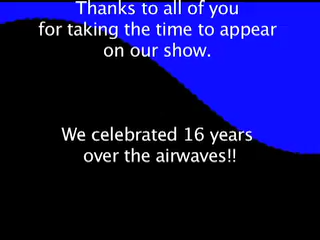 Thanks to all of you
for taking the time to appear
on our show.
We celebrated 16 years
over the airwaves!!